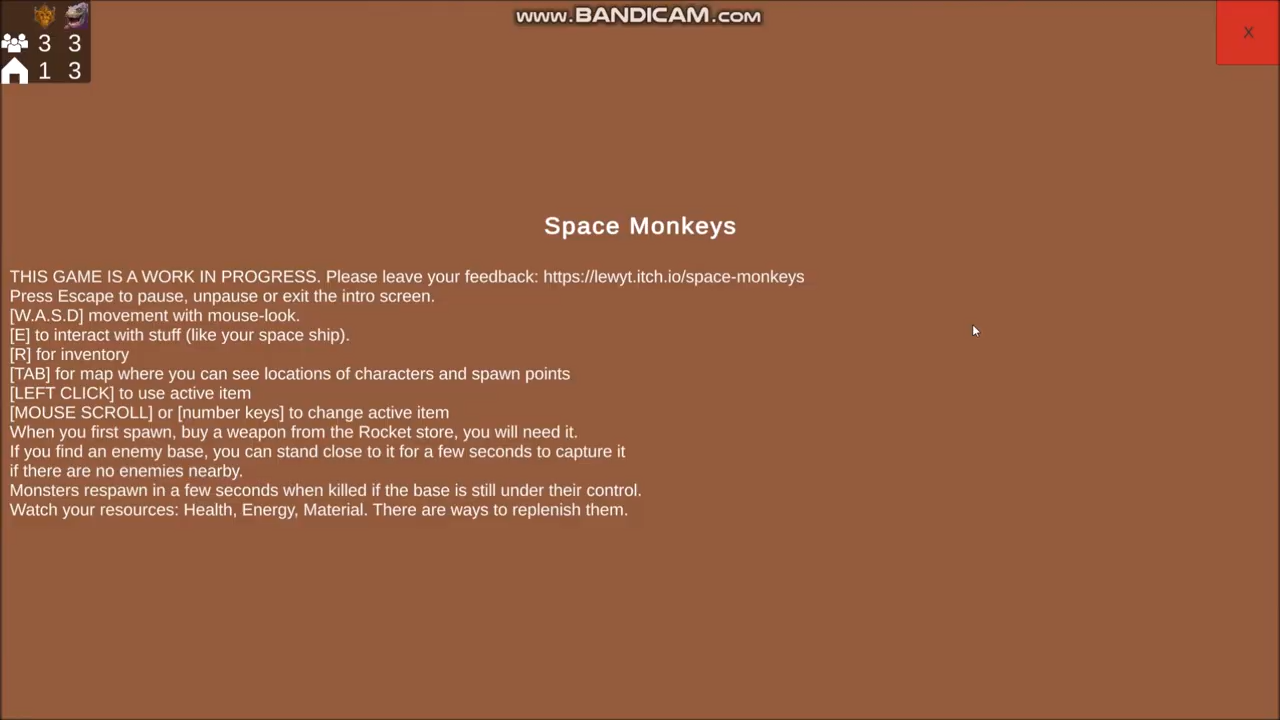 www.BANDICAM.com
3 3
1 3
X
Space Monkeys
THIS GAME IS A WORK IN PROGRESS. Please leave your feedback: https://lewyt.itch.io/space-monkeys
Press Escape to pause, unpause or exit the intro screen.
[W.A.S.D] movement with mouse-look.
[E] to interact with stuff (like your space ship).
[R] for inventory
[TAB] for map where you can see locations of characters and spawn points
[LEFT CLICK] to use active item
[MOUSE SCROLL] or [number keys] to change active item
When you first spawn, buy a weapon from the Rocket store, you will need it.
If you find an enemy base, you can stand close to it for a few seconds to capture it
if there are no enemies nearby.
Monsters respawn in a few seconds when killed if the base is still under their control.
Watch your resources: Health, Energy, Material. There are ways to replenish them.